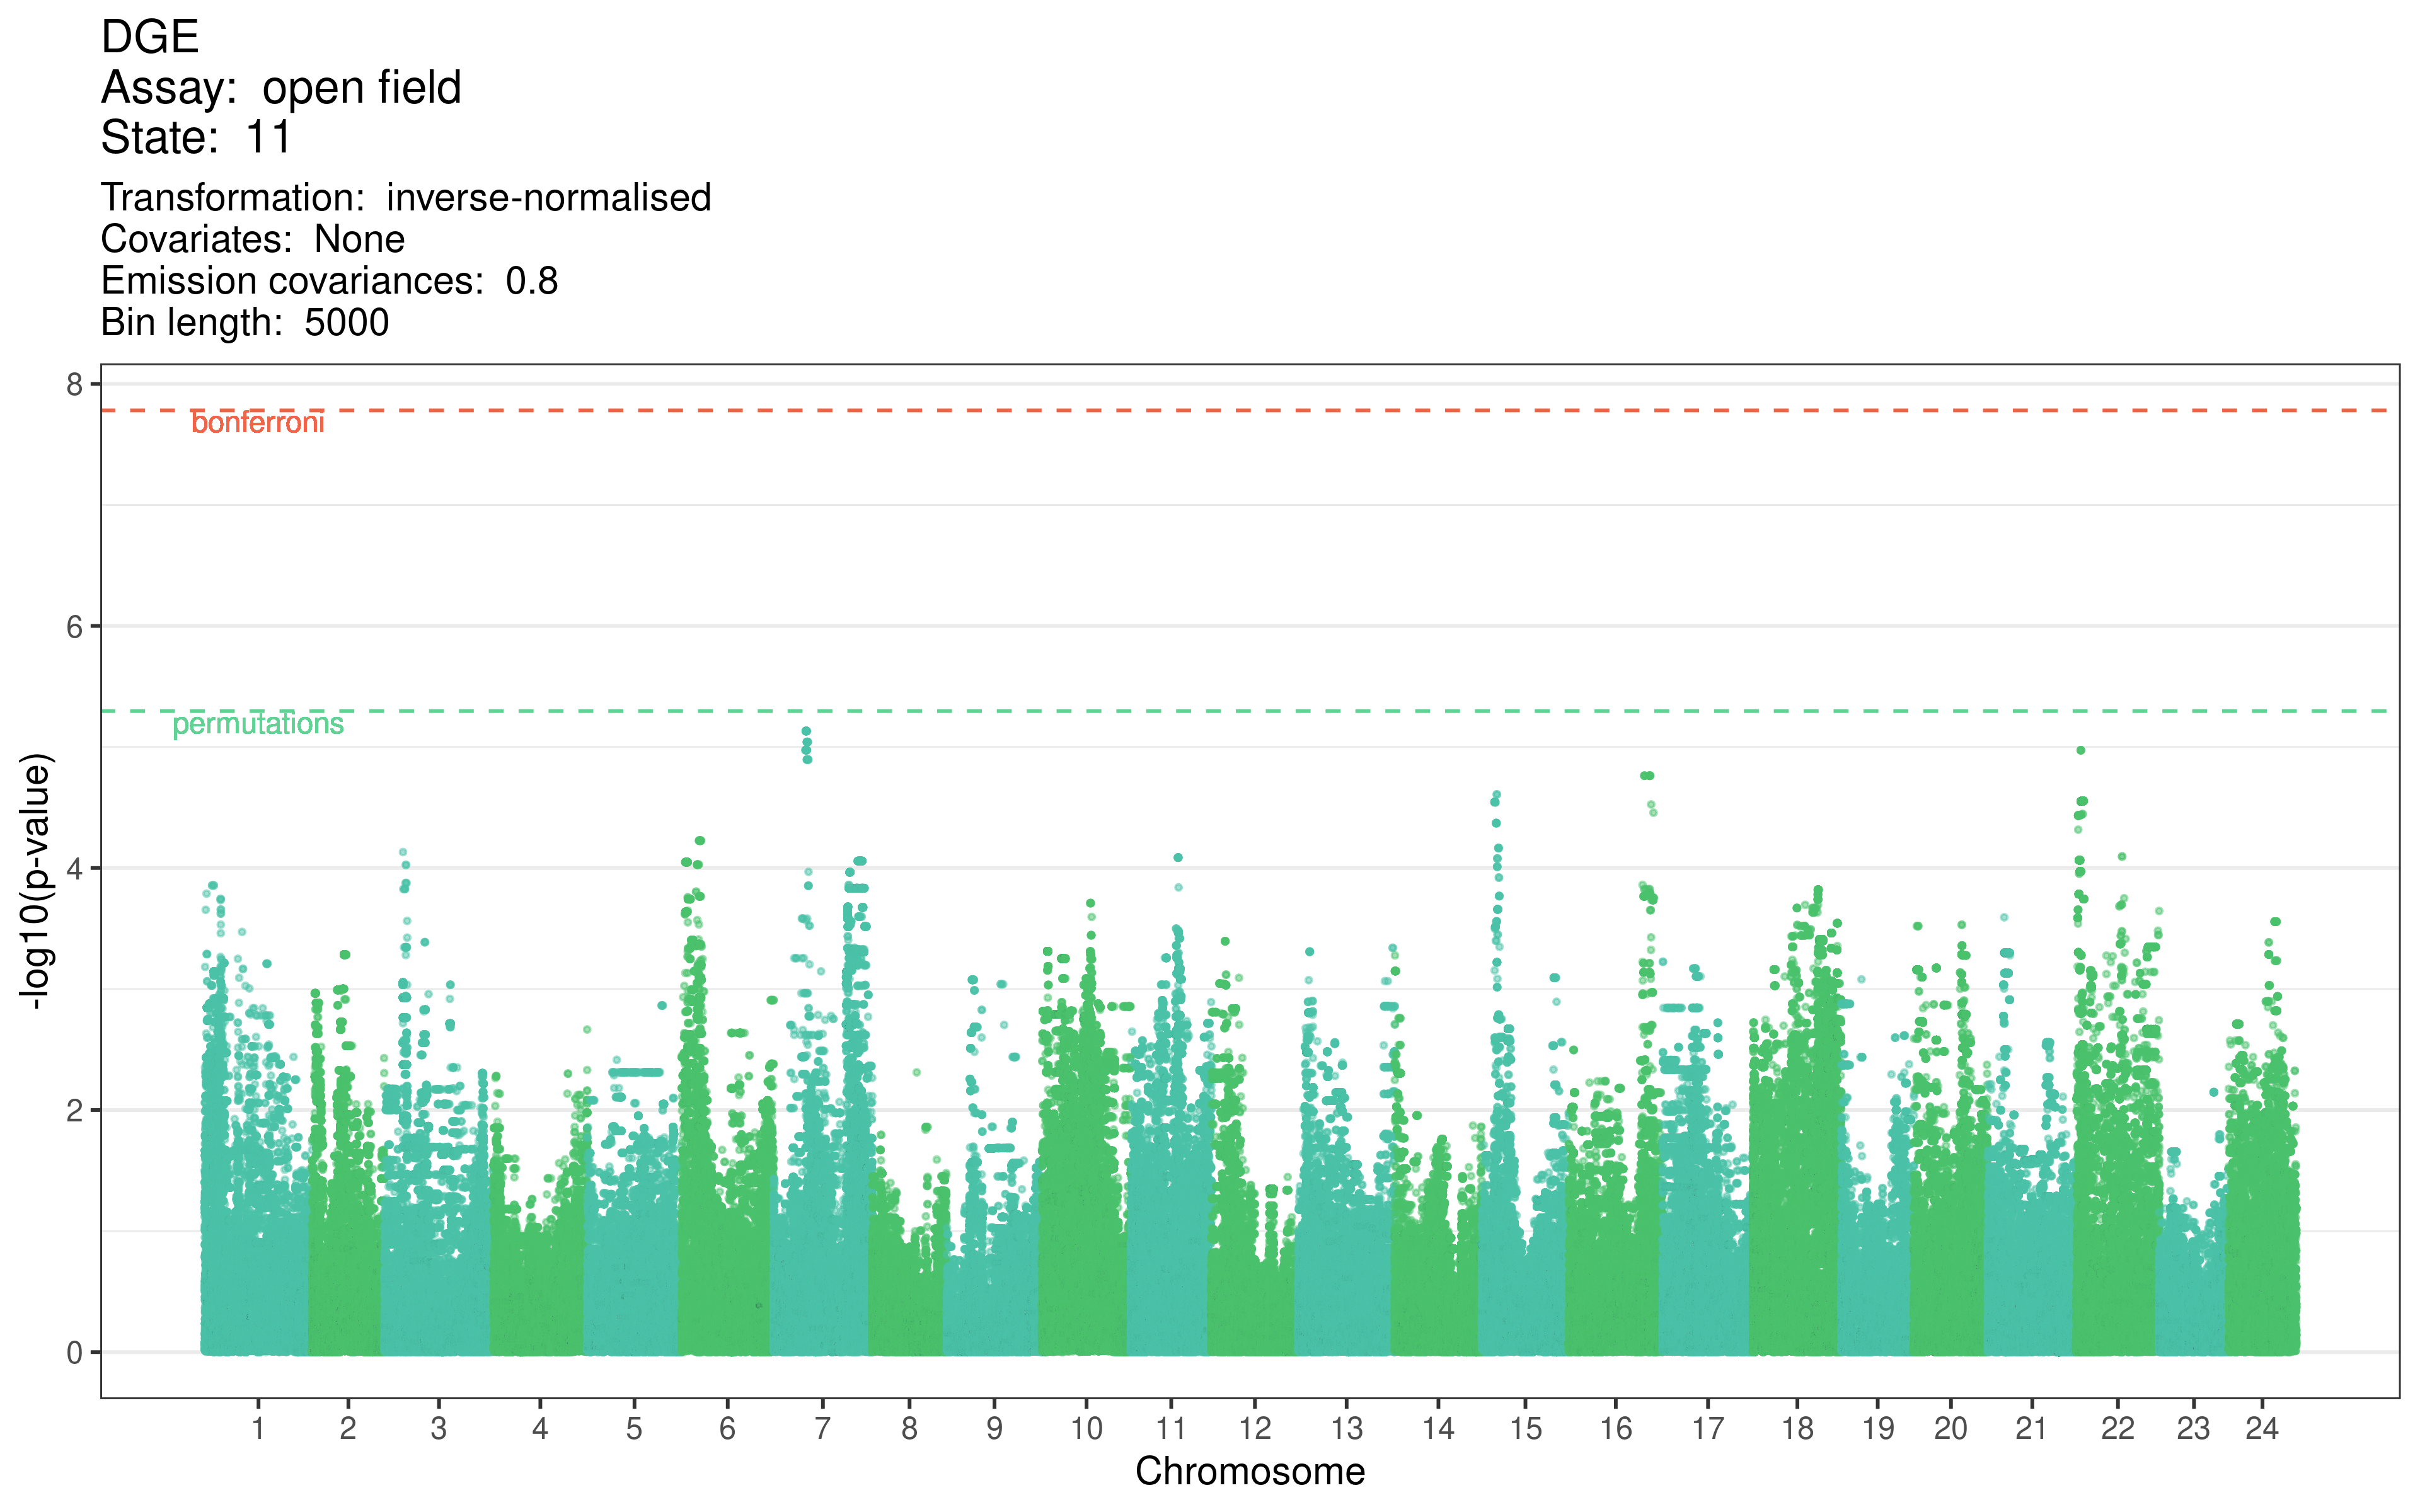 DGE
Assay: open field
State: 11
Transformation: inverse-normalised
Covariates: None
Emission covariances: 0.8
Bin length: 5000
8
bonferroni
6
permutations
-log10(p-value)
4
2
0
1 2 3 4 5 6 7 8 9 10 11 12 13 14 15 16 17 18 19 20 21 22 23 24
Chromosome